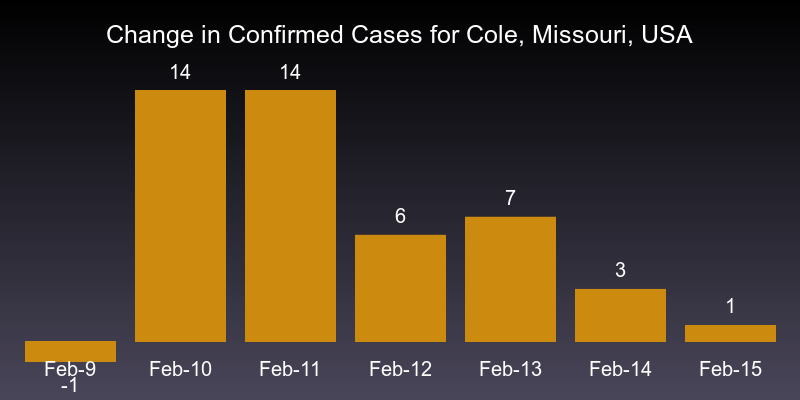 Change in Confirmed Cases for Cole, Missouri, USA
14
14
6
7
3
1
Feb-9
Feb-10
Feb-11
Feb-12
Feb-13
Feb-14
Feb-15
-1